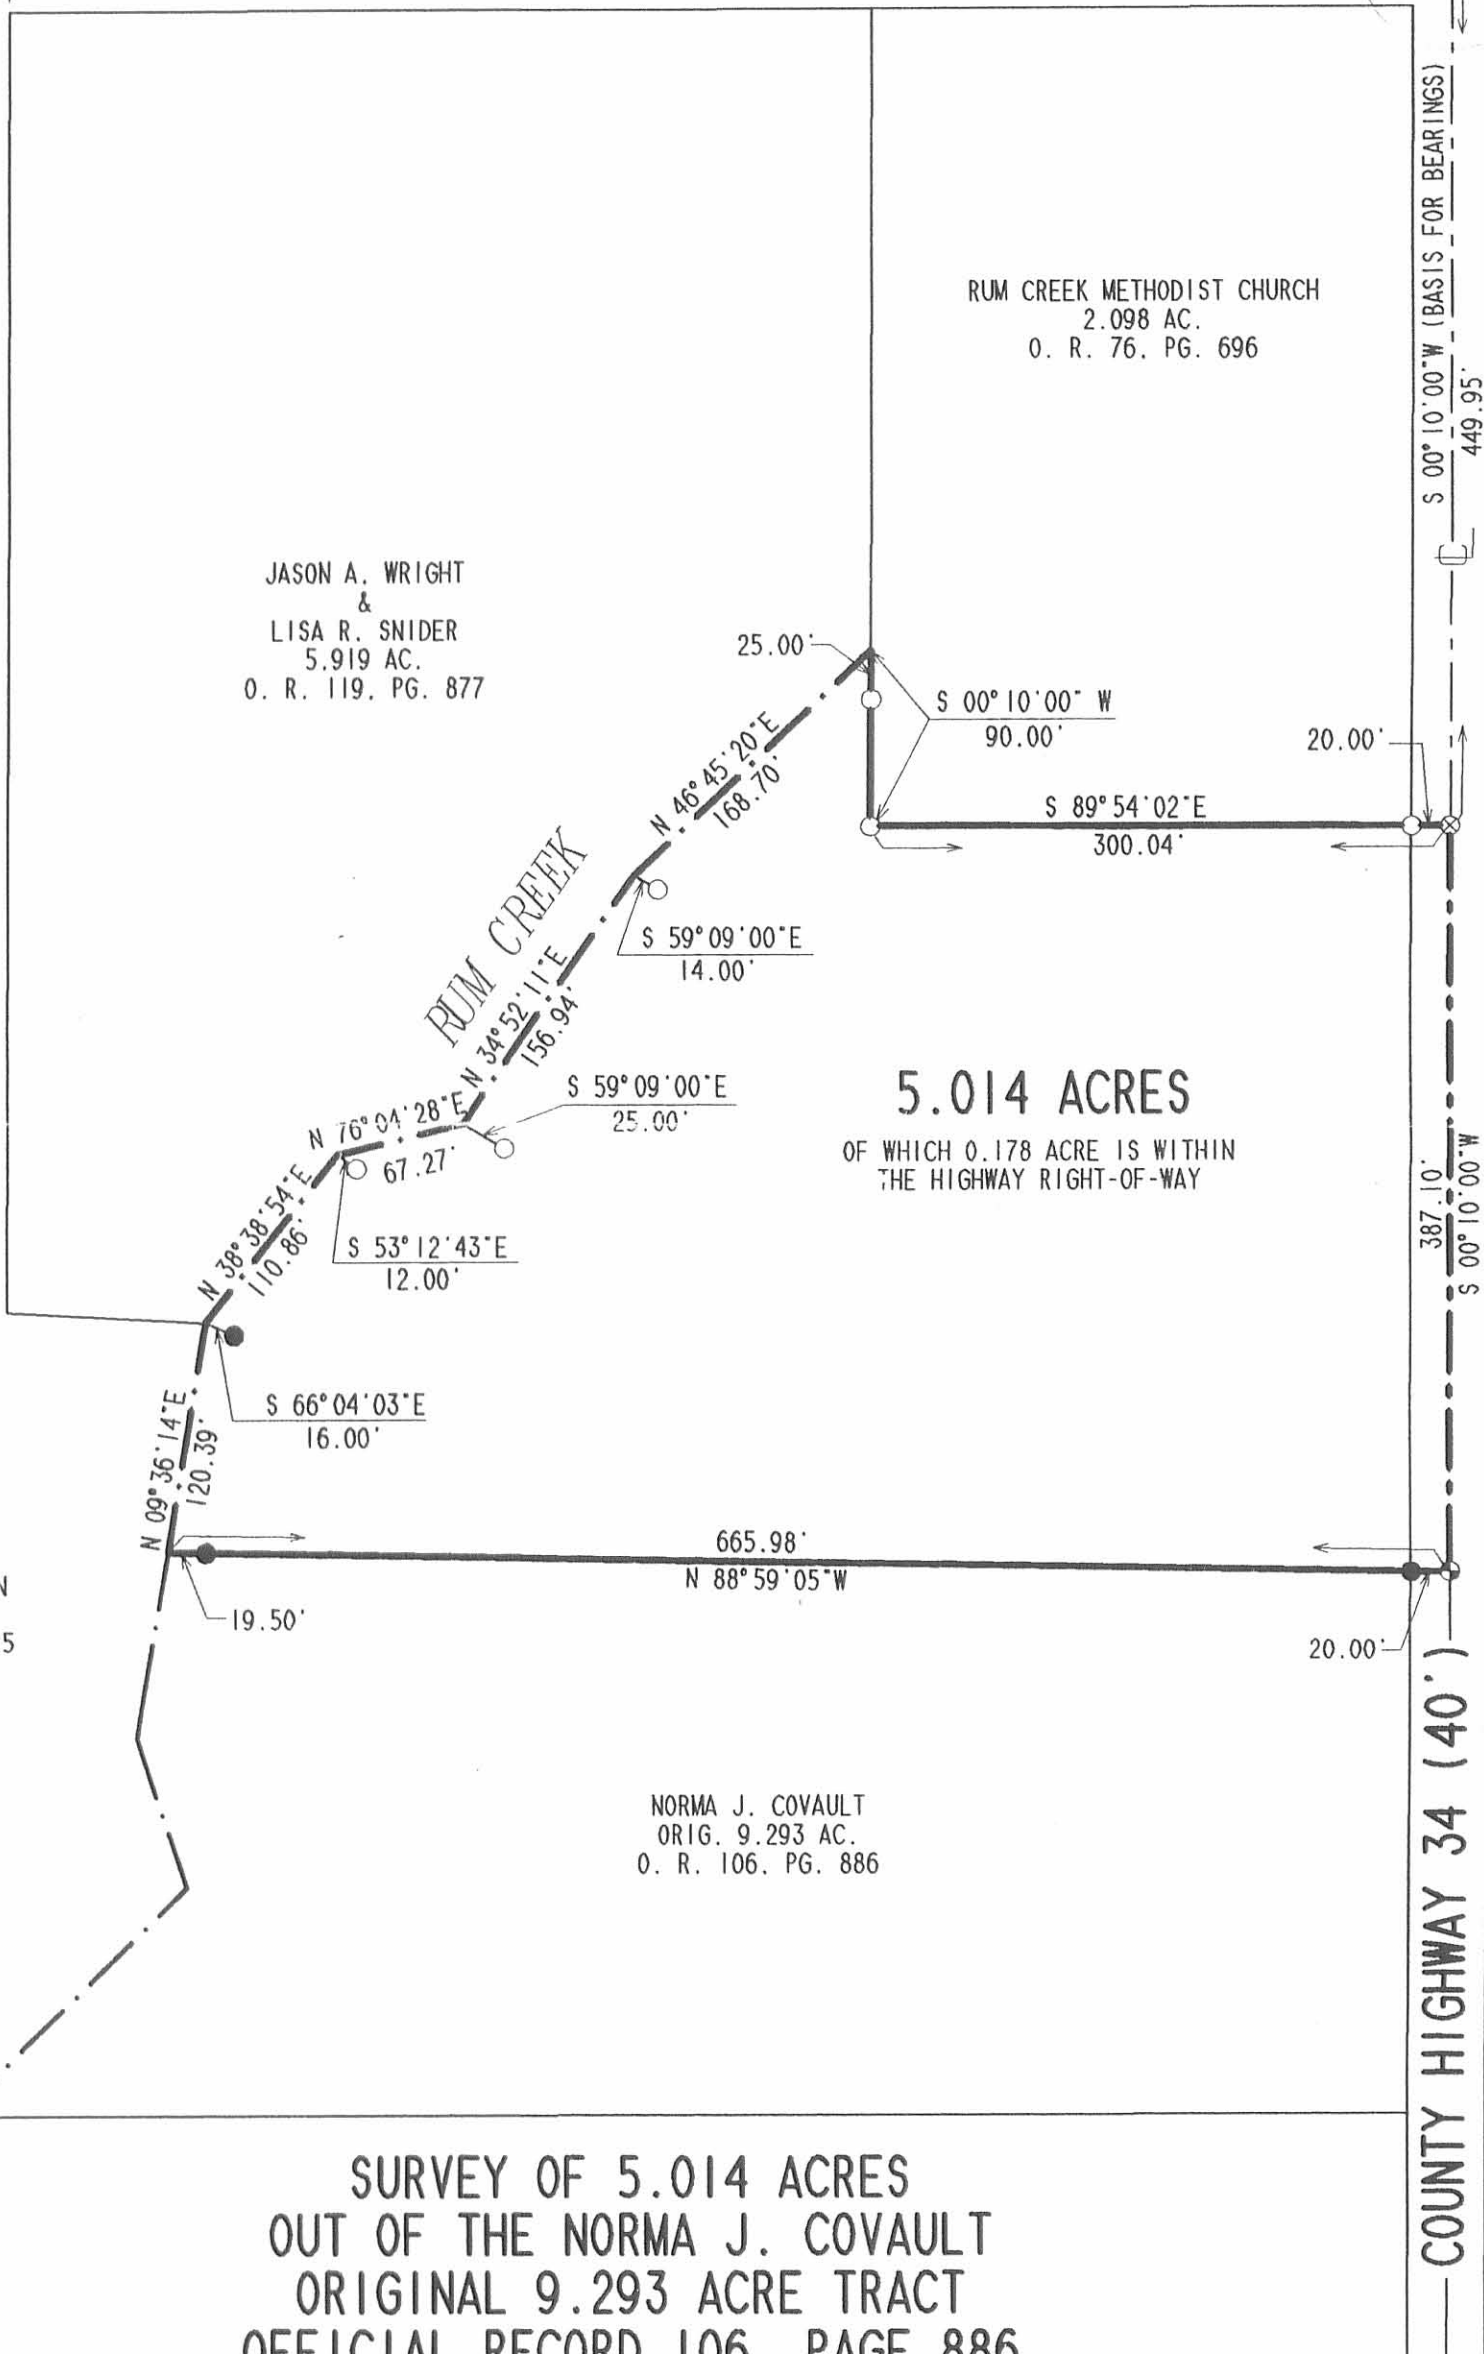 S 00°10'00"W (BASIS FOR BEARINGS)
449.95'
RUM CREEK METHODIST CHURCH
2.098 AC.
O. R. 76, PG. 696
JASON A. WRIGHT
&
LISA R. SNIDER
5.919 AC.
O. R. 119, PG. 877
25.00'
S 00°10'00" W
90.00'
20.00'
N 46°45'20"E
168.70'
S 89°54'02"E
300.04'
RUM CREEK
S 59°09'00"E
14.00'
N 34°52'11"E
156.94'
S 59°09'00"E
25.00'
5.014 ACRES
OF WHICH 0.178 ACRE IS WITHIN
THE HIGHWAY RIGHT-OF-WAY
N 76°04'28"E
67.27'
387.10'
S 00°10'00"W
N 38°38'54"E
110.86'
S 53°12'43"E
12.00'
S 66°04'03"E
16.00'
N 09°36'14"E
120.39'
665.98'
N 88°59'05"W
N
5
19.50'
20.00'
NORMA J. COVAULT
ORIG. 9.293 AC.
O. R. 106, PG. 886
COUNTY HIGHWAY 34 (40')
SURVEY OF 5.014 ACRES
OUT OF THE NORMA J. COVAULT
ORIGINAL 9.293 ACRE TRACT
OFFICIAL RECORD 106, PAGE 886